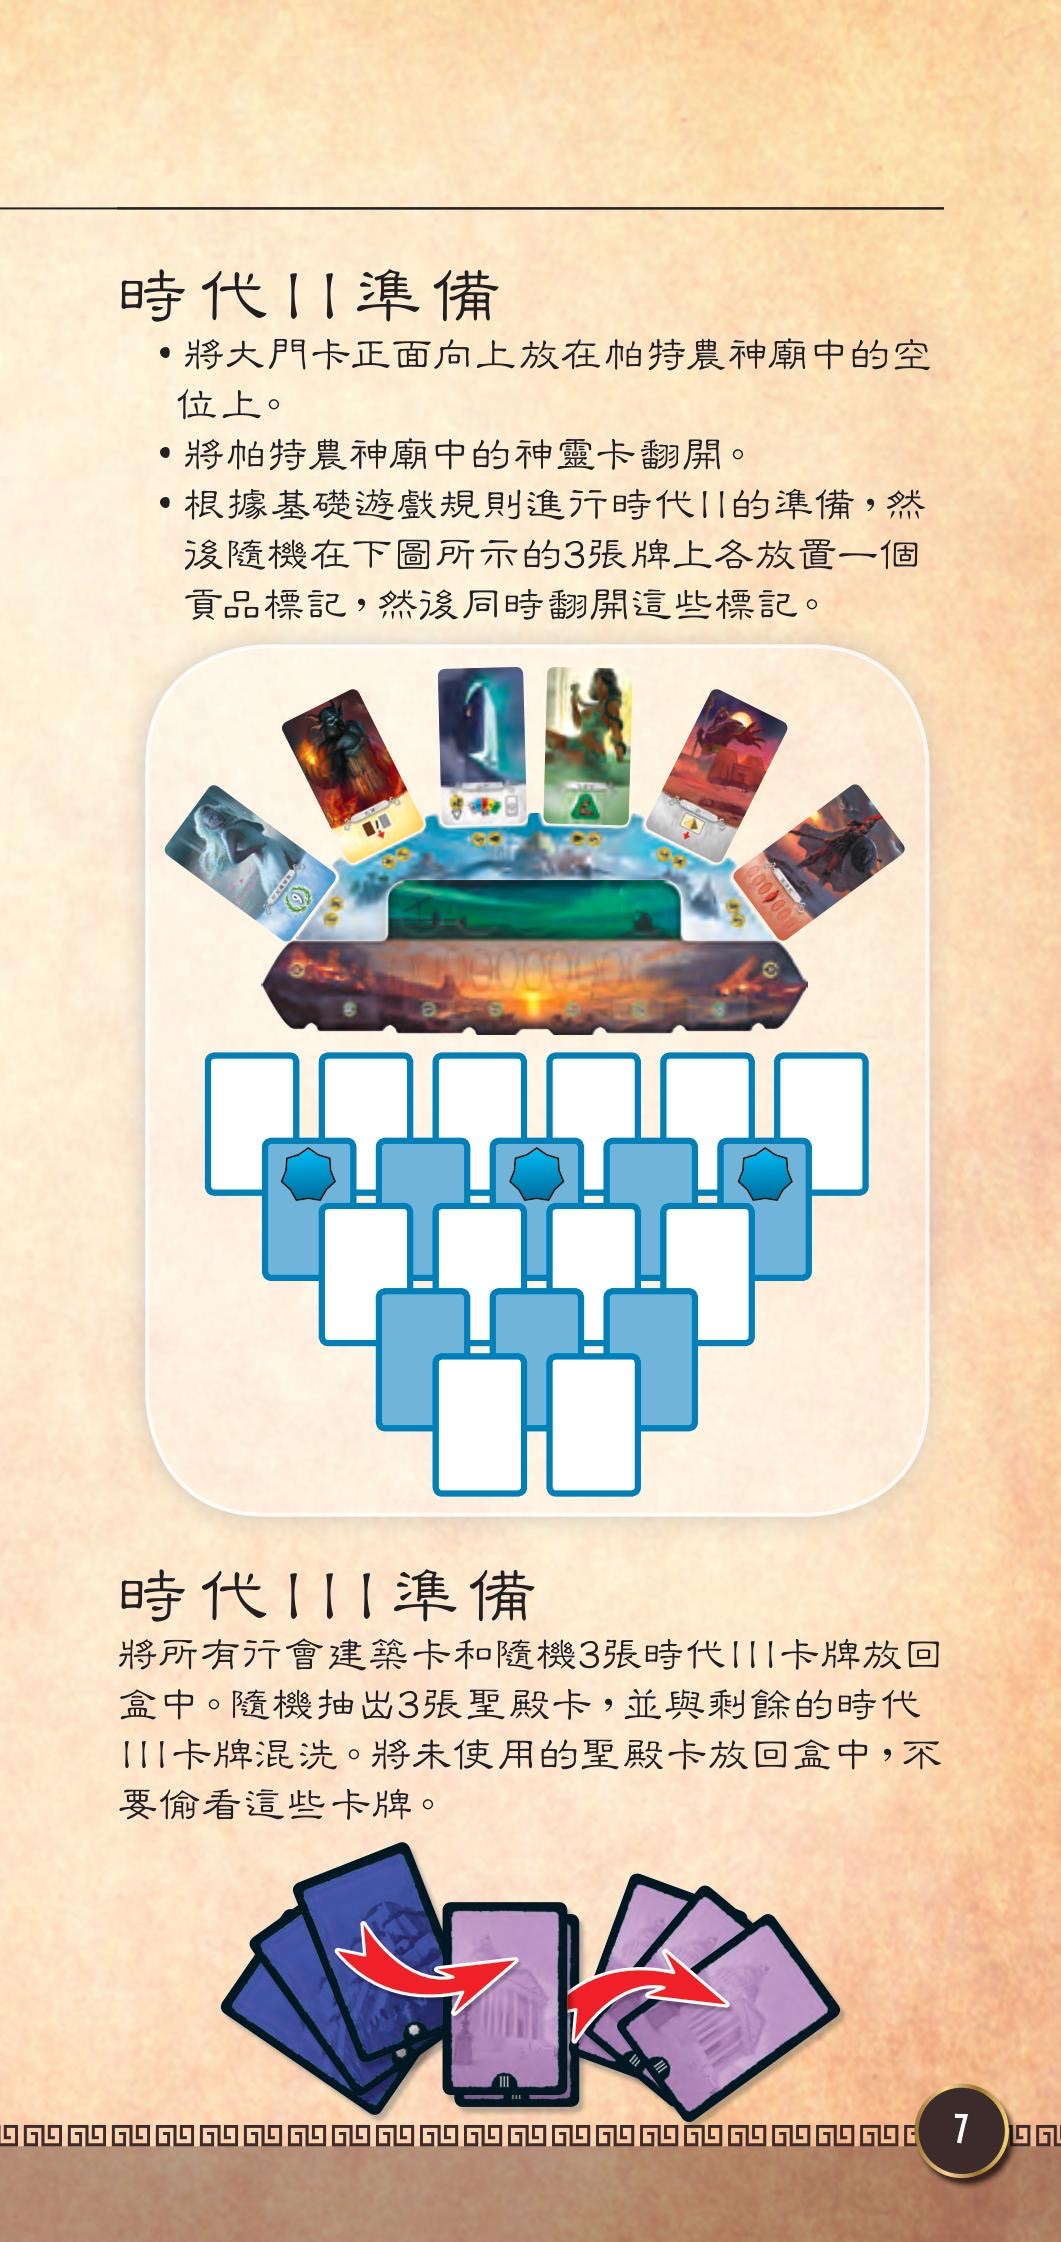 時代II準備
• 將大門卡正面向上放在帕特農神廟中的空
位上。
• 將帕特農神廟中的神靈卡翻開。
• 根據基礎遊戲規則進行時代II的準備，然
後隨機在下圖所示的3張牌上各放置一個
貢品標記，然後同時翻開這些標記。
時代III準備
將所有行會建築卡和隨機3張時代III卡牌放回
盒中。隨機抽出3張聖殿卡，並與剩餘的時代
III卡牌混洗。將未使用的聖殿卡放回盒中，不
要偷看這些卡牌。
7